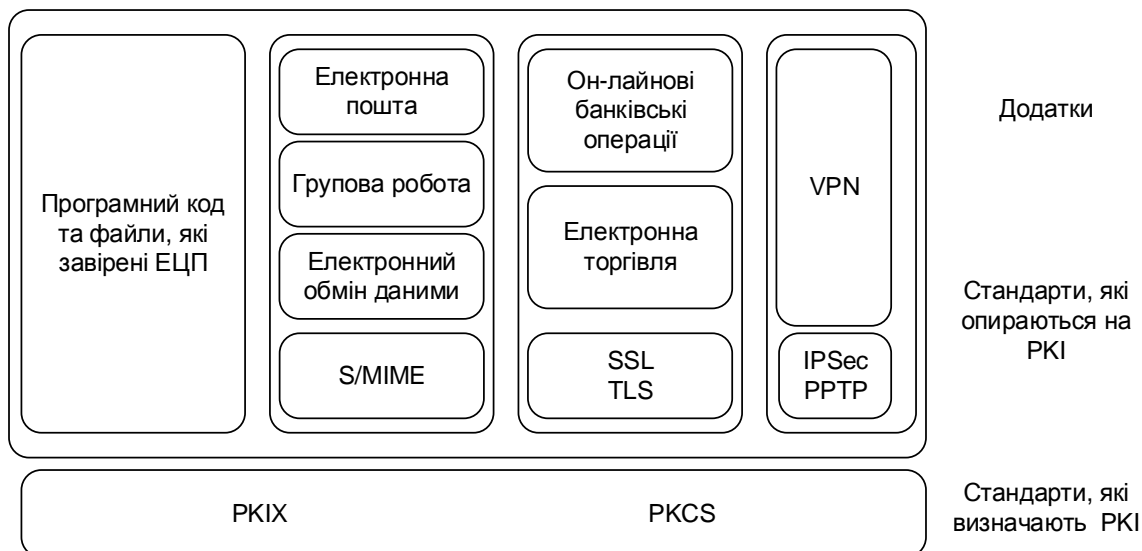 Програмний код
та файли, які
завірені ЕЦП
Електронна
пошта
Групова робота
Електронний
обмін даними
S/MIME
Он-лайнові
банківські
операції
Електронна
торгівля
SSL
TLS
VPN
IPSec
PPTP
Додатки
Стандарти, які
опираються на
PKI
PKIX
PKCS
Стандарти, які
визначають PKI